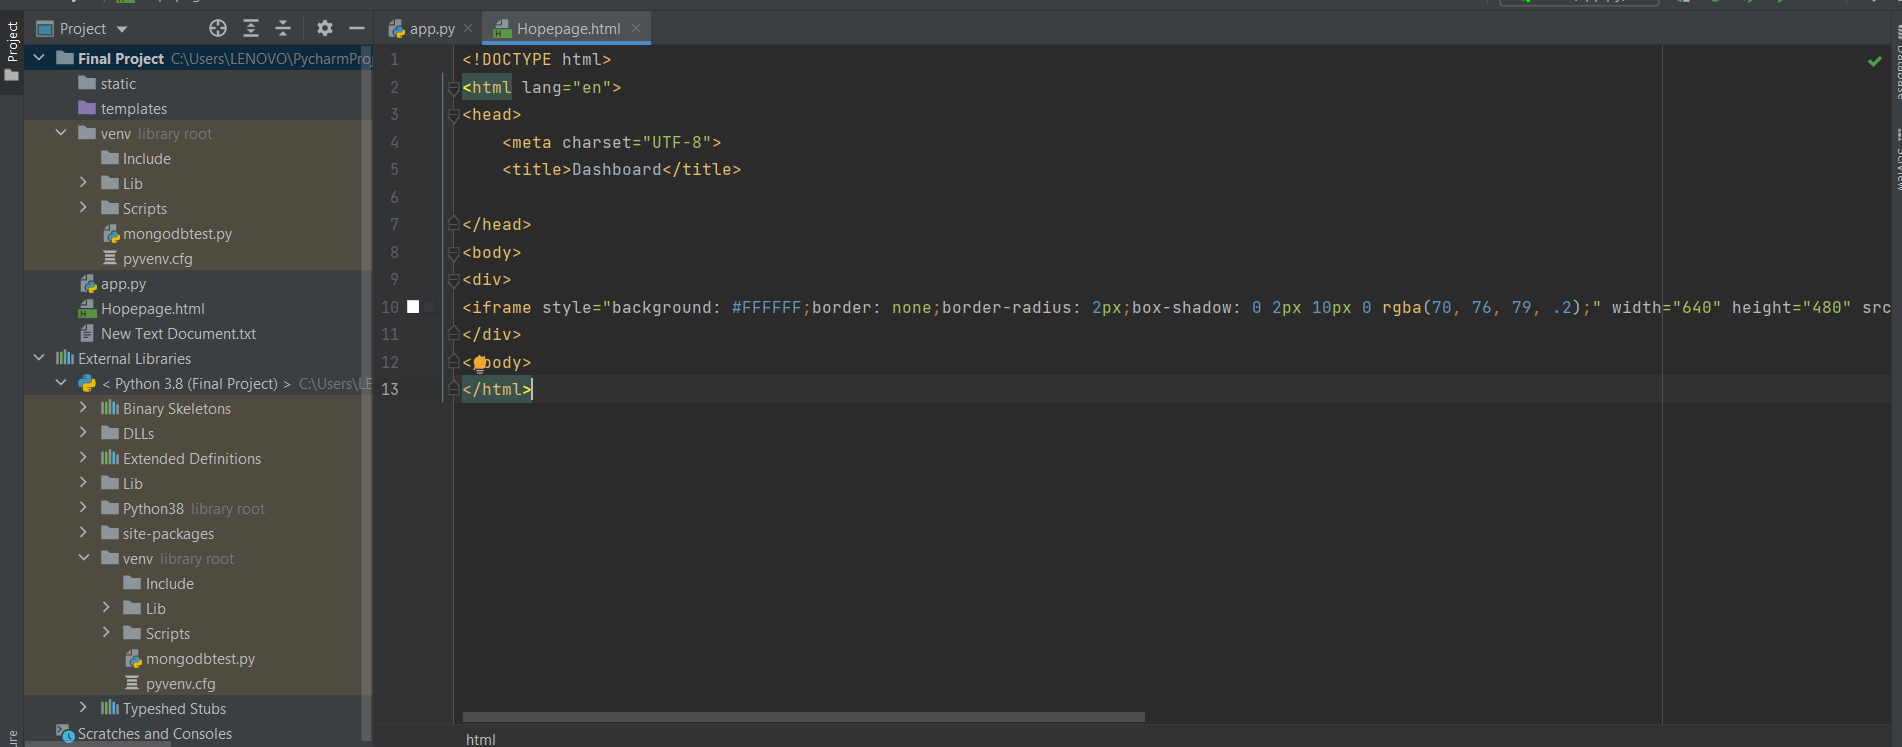 Project
app.py
Hopepage.html
Project
Final Project C:\Users\LENOVO\PycharmProj
static
templates
venv library root
Include
Lib
Scripts
mongodbtest.py
pyvenv.cfg
app.py
Hopepage.html
New Text Document.txt
External Libraries
< Python 3.8 (Final Project) > C:\Users\LE
Binary Skeletons
DLLs
Extended Definitions
Lib
Python38 library root
site-packages
venv library root
Include
Lib
Scripts
mongodbtest.py
pyvenv.cfg
Typeshed Stubs
Scratches and Consoles
1 <!DOCTYPE html>
2 <html lang="en">
3 <head>
4 <meta charset="UTF-8">
5 <title>Dashboard</title>
6
7 </head>
8 <body>
9 <div>
10 <iframe style="background: #FFFFFF;border: none;border-radius: 2px;box-shadow: 0 2px 10px 0 rgba(70, 76, 79, .2);" width="640" height="480" src
11 </div>
12 < body>
13 </html>
html
Database
SciView